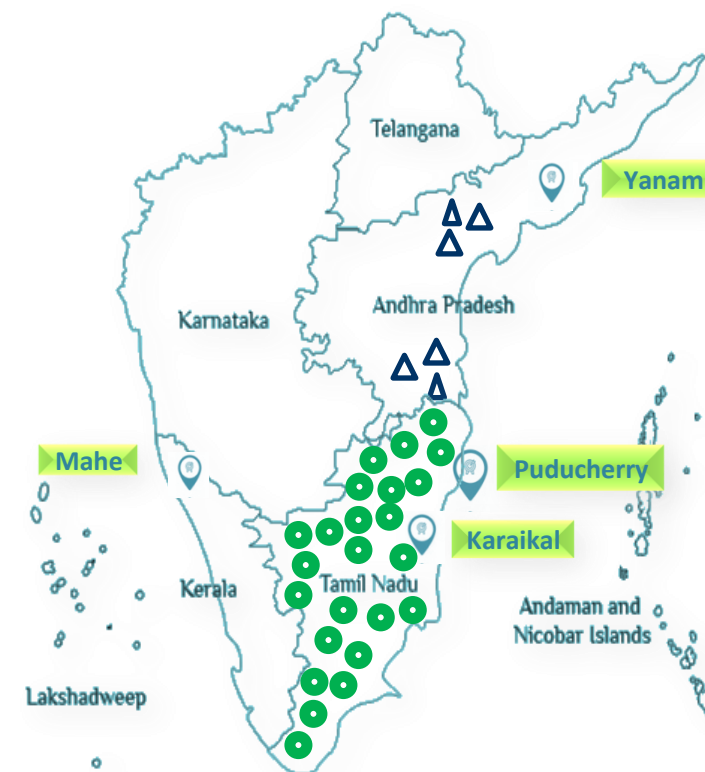 Telangana
Yanam
Andhra Pradesh
Karnataka
Mahe
Puducherry
Karaikal
Kerala
Tamil Nadu
Andaman and
Nicobar Islands
Lakshadweep